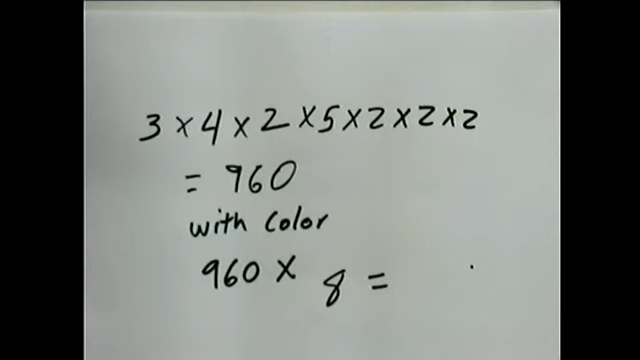 3 × 4 × 2 × 5 × 2 × 2 × 2
= 960
with color
960 × 8 =